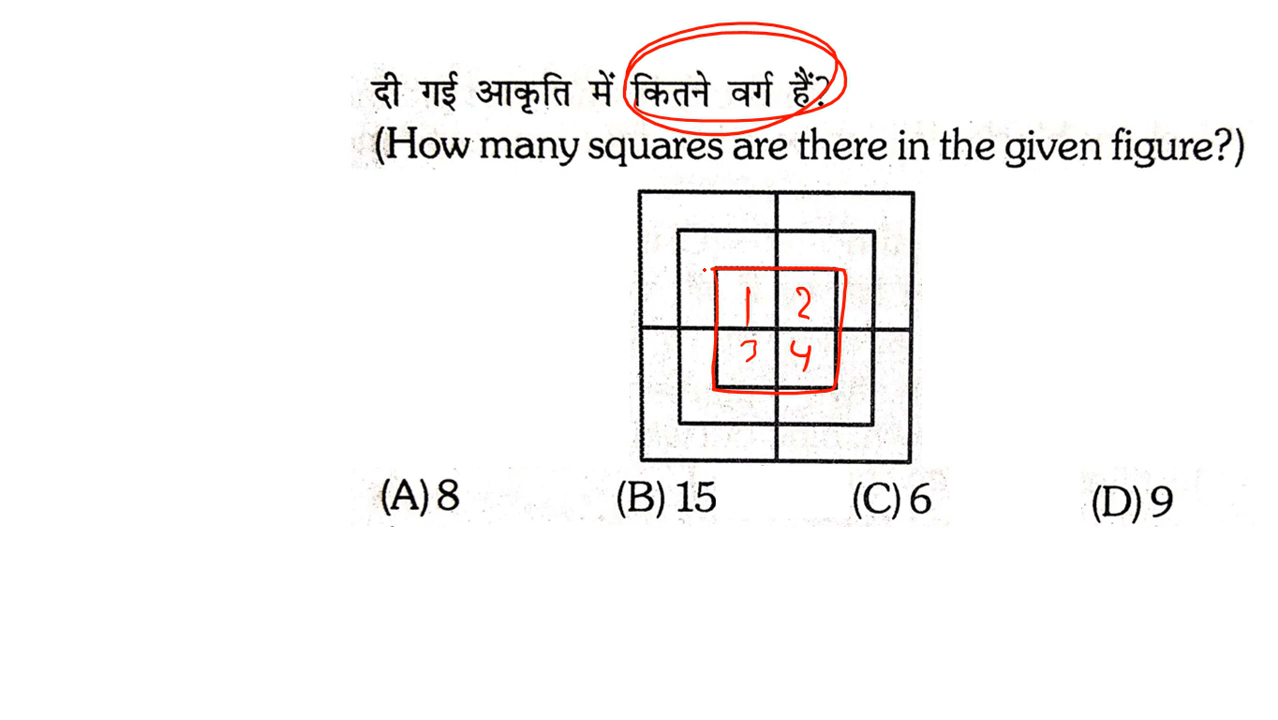 दी गई आकृति में कितने वर्ग हैं?
(How many squares are there in the given figure?)
1 2
3 4
(A) 8 (B) 15 (C) 6 (D) 9